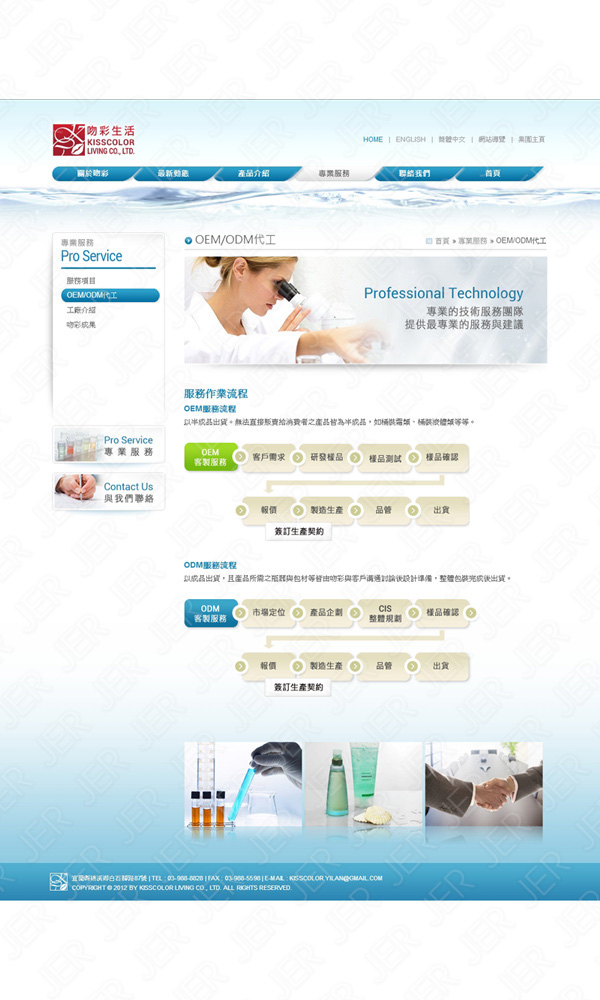 吻彩生活
KISSCOLOR
LIVING CO., LTD.
HOME | ENGLISH | 簡體中文 | 網站導覽 | 集團主頁
關於吻彩 最新動態 產品介紹 專業服務 聯絡我們 首頁
專業服務
Pro Service
服務項目
OEM/ODM代工
工廠介紹
吻彩成果
OEM/ODM代工
首頁 » 專業服務 » OEM/ODM代工
Professional Technology
專業的技術服務團隊
提供最專業的服務與建議
服務作業流程
OEM服務流程
以半成品出貨。無法直接販賣給消費者之產品皆為半成品，如桶裝霜類、桶裝液體類等等。
OEM
客製服務
客戶需求
研發樣品
樣品測試
樣品確認
報價
製造生產
品管
出貨
簽訂生產契約
ODM服務流程
以成品出貨，且產品所需之瓶器與包材等皆由吻彩與客戶溝通討論後設計準備，整體包裝完成後出貨。
ODM
客製服務
市場定位
產品企劃
CIS
整體規劃
樣品確認
報價
製造生產
品管
出貨
簽訂生產契約
Pro Service
專業服務
Contact Us
與我們聯絡
宜蘭縣礁溪鄉白石腳路87號 | TEL : 03-988-8828 | FAX : 03-988-5598 | E-MAIL : KISSCOLOR.YILAN@GMAIL.COM
COPYRIGHT © 2012 BY KISSCOLOR LIVING CO., LTD. ALL RIGHTS RESERVED.
JER